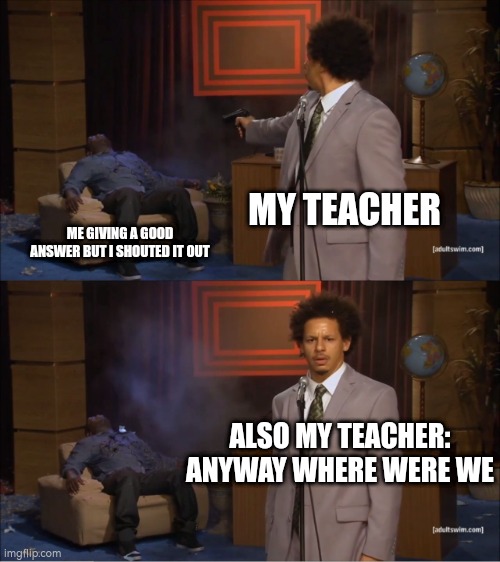 MY TEACHER
ME GIVING A GOOD
ANSWER BUT I SHOUTED IT OUT
[adultswim.com]
ALSO MY TEACHER:
ANYWAY WHERE WERE WE
[adultswim.com]
imgflip.com